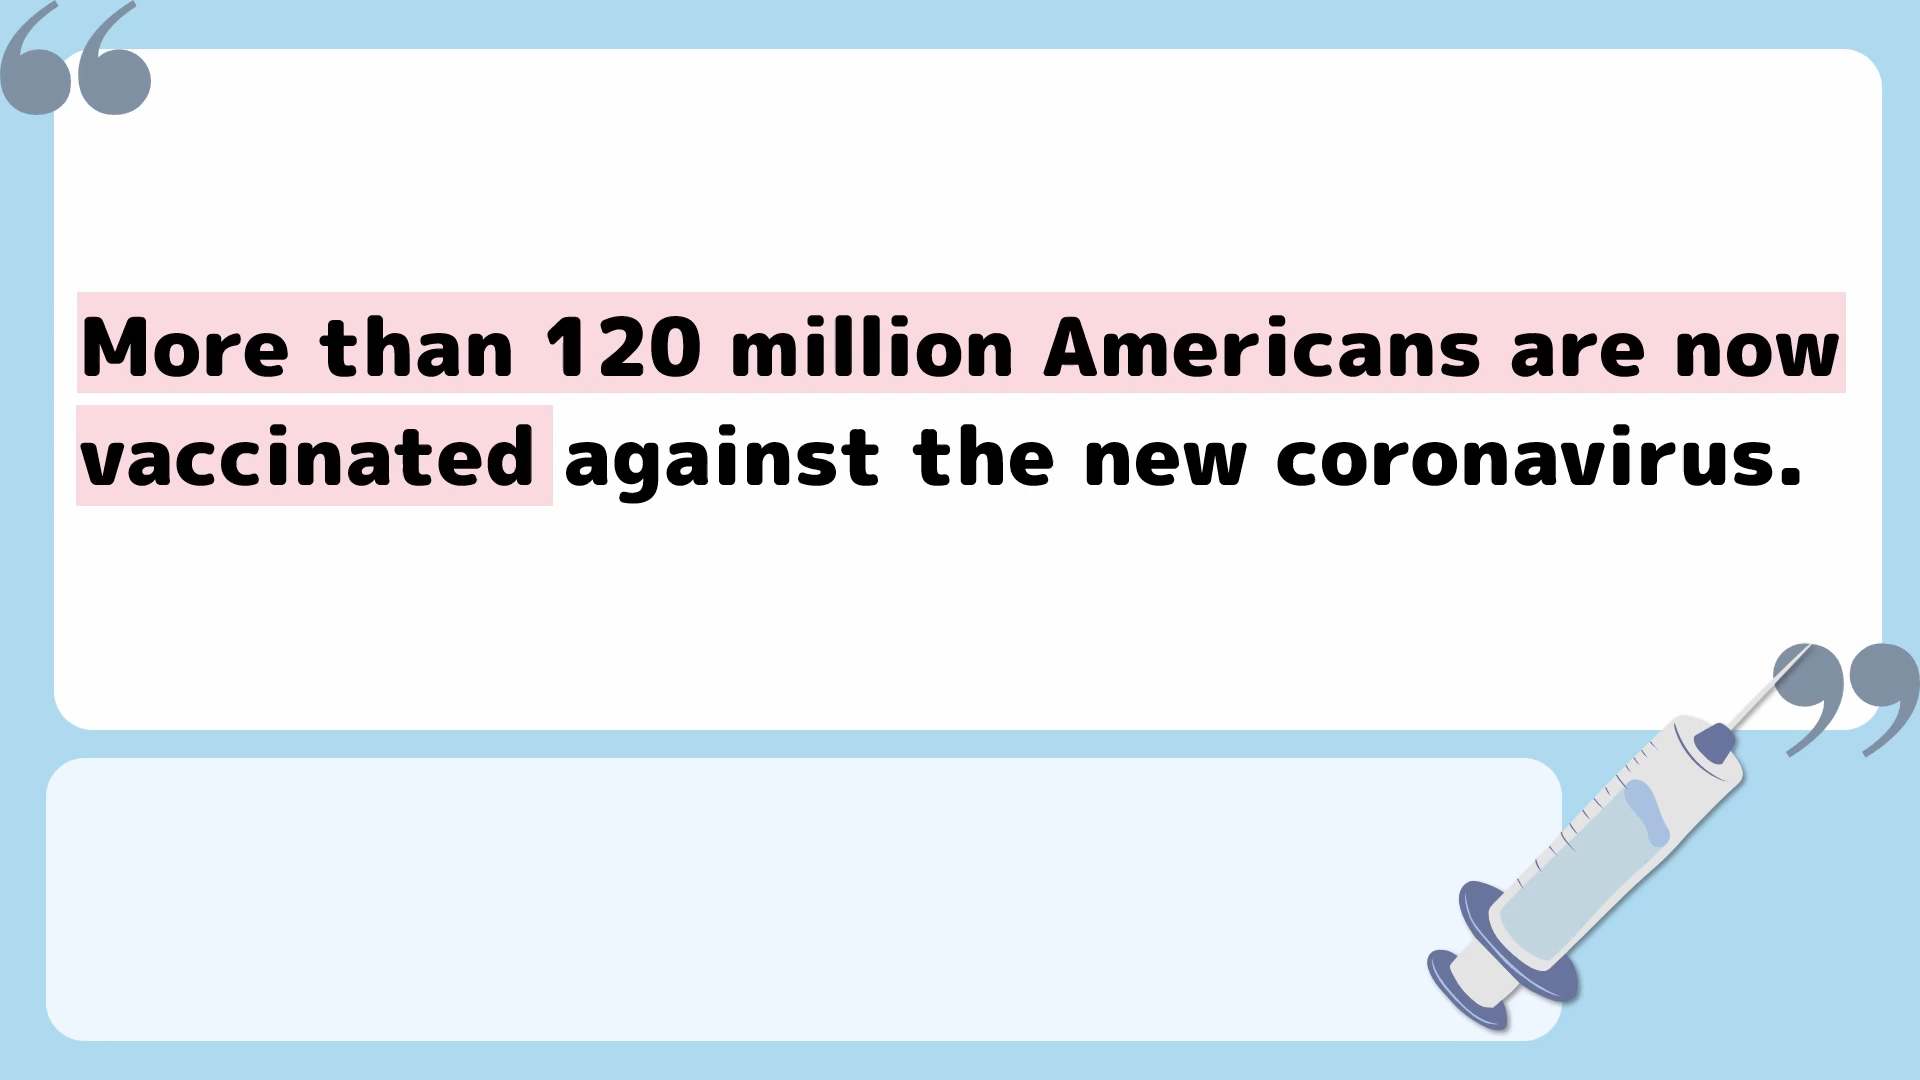 More than 120 million Americans are now
vaccinated against the new coronavirus.